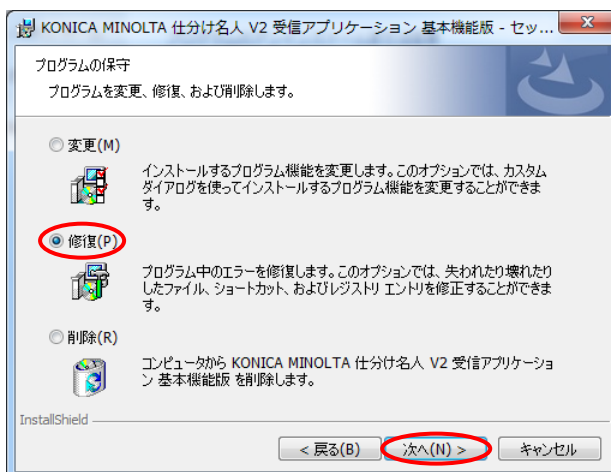 KONICA MINOLTA 仕分け名人 V2 受信アプリケーション 基本機能版 - セッ...
プログラムの保守
プログラムを変更、修復、および削除します。
変更(M)
インストールするプログラム機能を変更します。このオプションでは、カスタム
ダイアログを使ってインストールするプログラム機能を変更することができま
す。
修復(P)
プログラム中のエラーを修復します。このオプションでは、失われたり壊れたり
したファイル、ショートカット、およびレジストリ エントリを修正することができま
す。
削除(R)
コンピュータから KONICA MINOLTA 仕分け名人 V2 受信アプリケーショ
ン 基本機能版 を削除します。
InstallShield
< 戻る(B)
次へ(N) >
キャンセル